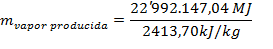 m_vapor producida = 22′992.147,04 MJ / 2413,70kJ/kg